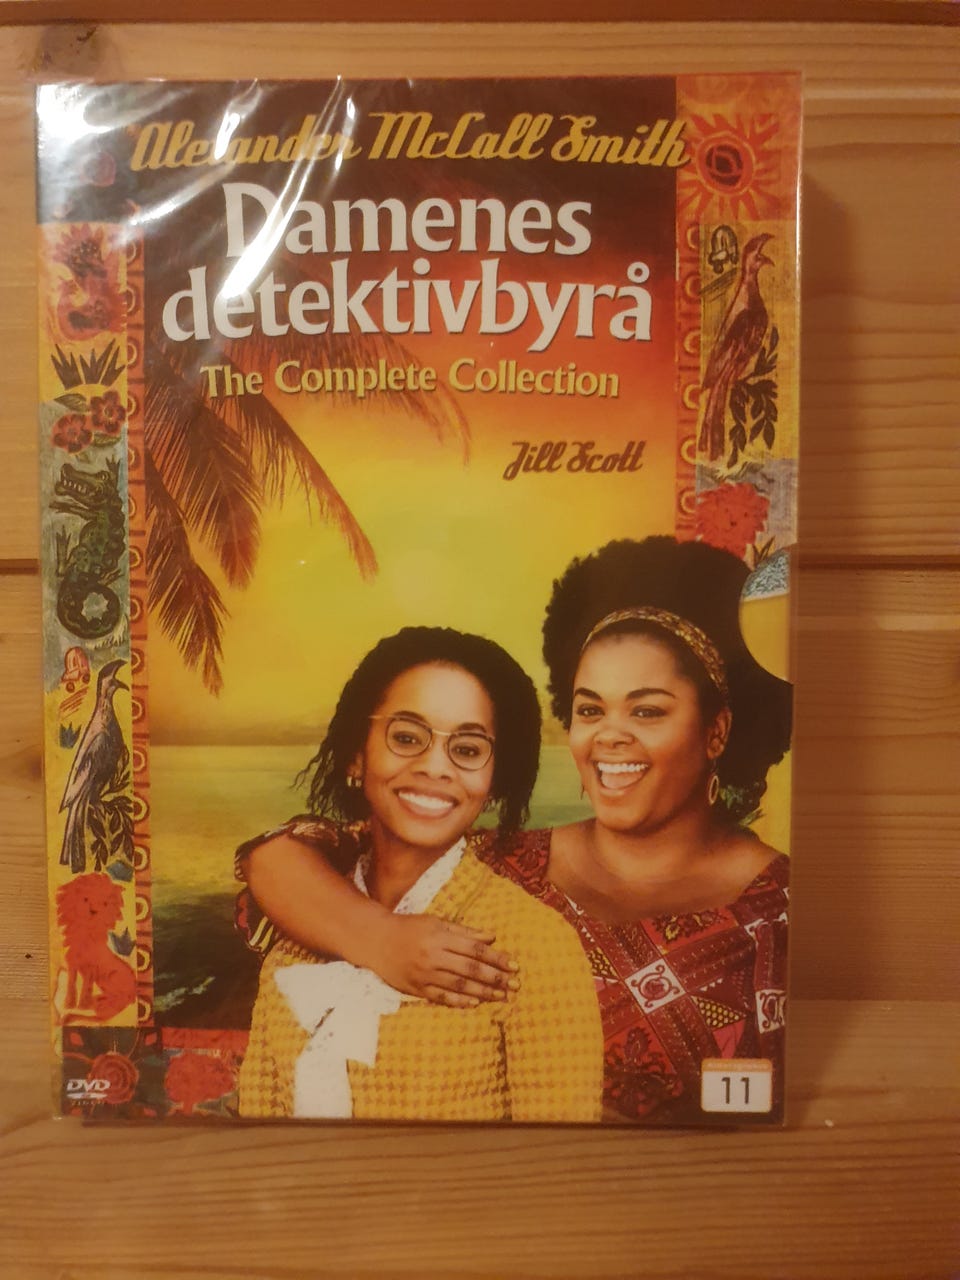 Alexander McCall Smith
Damenes
detektivbyrå
The Complete Collection
Jill Scott
DVD
11